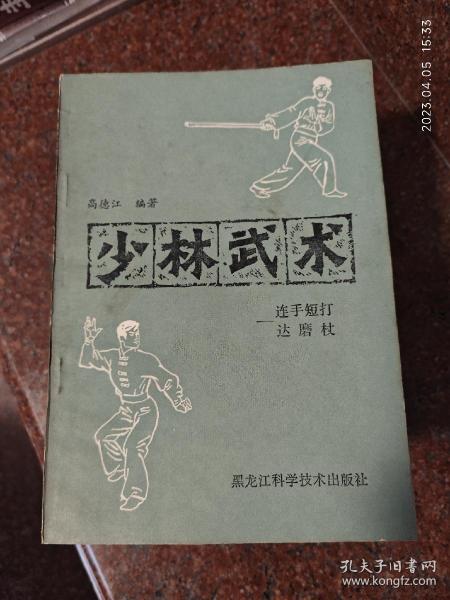 2023.04.05 15:33
高德江 编著
少林武术
——连手短打
达磨杖
黑龙江科学技术出版社
孔夫子旧书网
www.kongfz.com